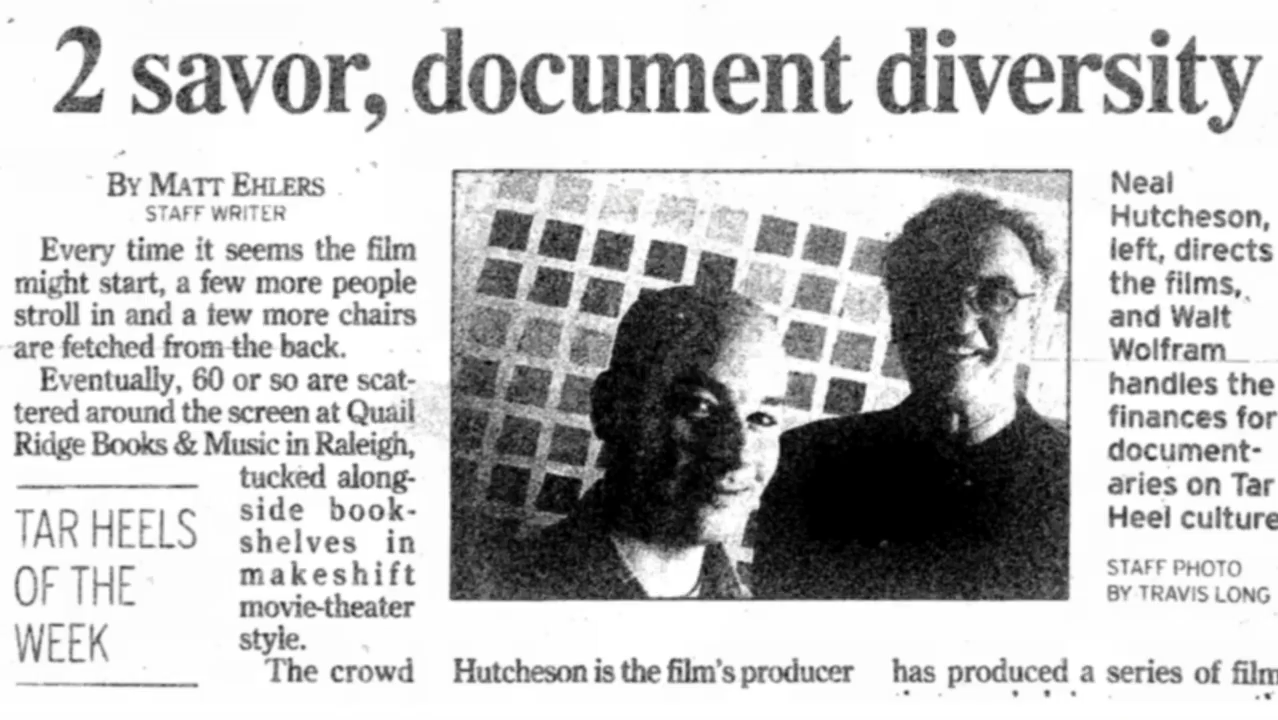 2 savor, document diversity
BY MATT EHLERS
STAFF WRITER
Every time it seems the film
might start, a few more people
stroll in and a few more chairs
are fetched from the back.
Eventually, 60 or so are scat-
tered around the screen at Quail
Ridge Books & Music in Raleigh,
tucked along-
side book-
shelves in
makeshift
movie-theater
style.
The crowd
TAR HEELS
OF THE
WEEK
Neal
Hutcheson,
left, directs
the films,
and Walt
Wolfram
handles the
finances for
document-
aries on Tar
Heel culture
STAFF PHOTO
BY TRAVIS LONG
Hutcheson is the film's producer
has produced a series of film